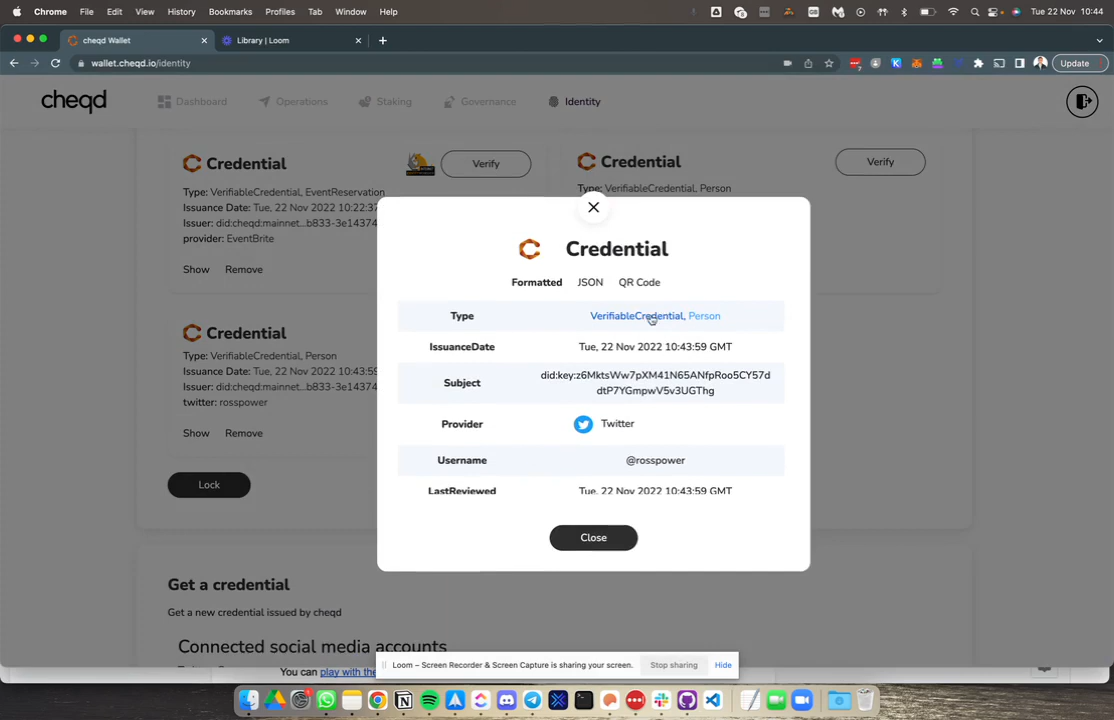 Chrome File Edit View History Bookmarks Profiles Tab Window Help
Tue 22 Nov 10:44
cheqd Wallet
Library | Loom
wallet.cheqd.io/identity
Update
cheqd
Dashboard
Operations
Staking
Governance
Identity
Credential
Verify
Type: VerifiableCredential, EventReservation
Issuance Date: Tue, 22 Nov 2022 10:22:37
Issuer: did:cheqd:mainnet...b833-3e14374
provider: EventBrite
Show Remove
Credential
Verify
Type: VerifiableCredential, Person
Credential
Type: VerifiableCredential, Person
Issuance Date: Tue, 22 Nov 2022 10:43:59
Issuer: did:cheqd:mainnet...b833-3e14374
twitter: rosspower
Show Remove
Lock
Credential
Formatted JSON QR Code
Type VerifiableCredential, Person
IssuanceDate Tue, 22 Nov 2022 10:43:59 GMT
Subject did:key:z6MktsWw7pXM41N65ANfpRoo5CY57d
dtP7YGmpwV5v3UGThg
Provider Twitter
Username @rosspower
LastReviewed Tue, 22 Nov 2022 10:43:59 GMT
Close
Get a credential
Get a new credential issued by cheqd
Connected social media accounts
Loom – Screen Recorder & Screen Capture is sharing your screen. Stop sharing Hide
You can play with the